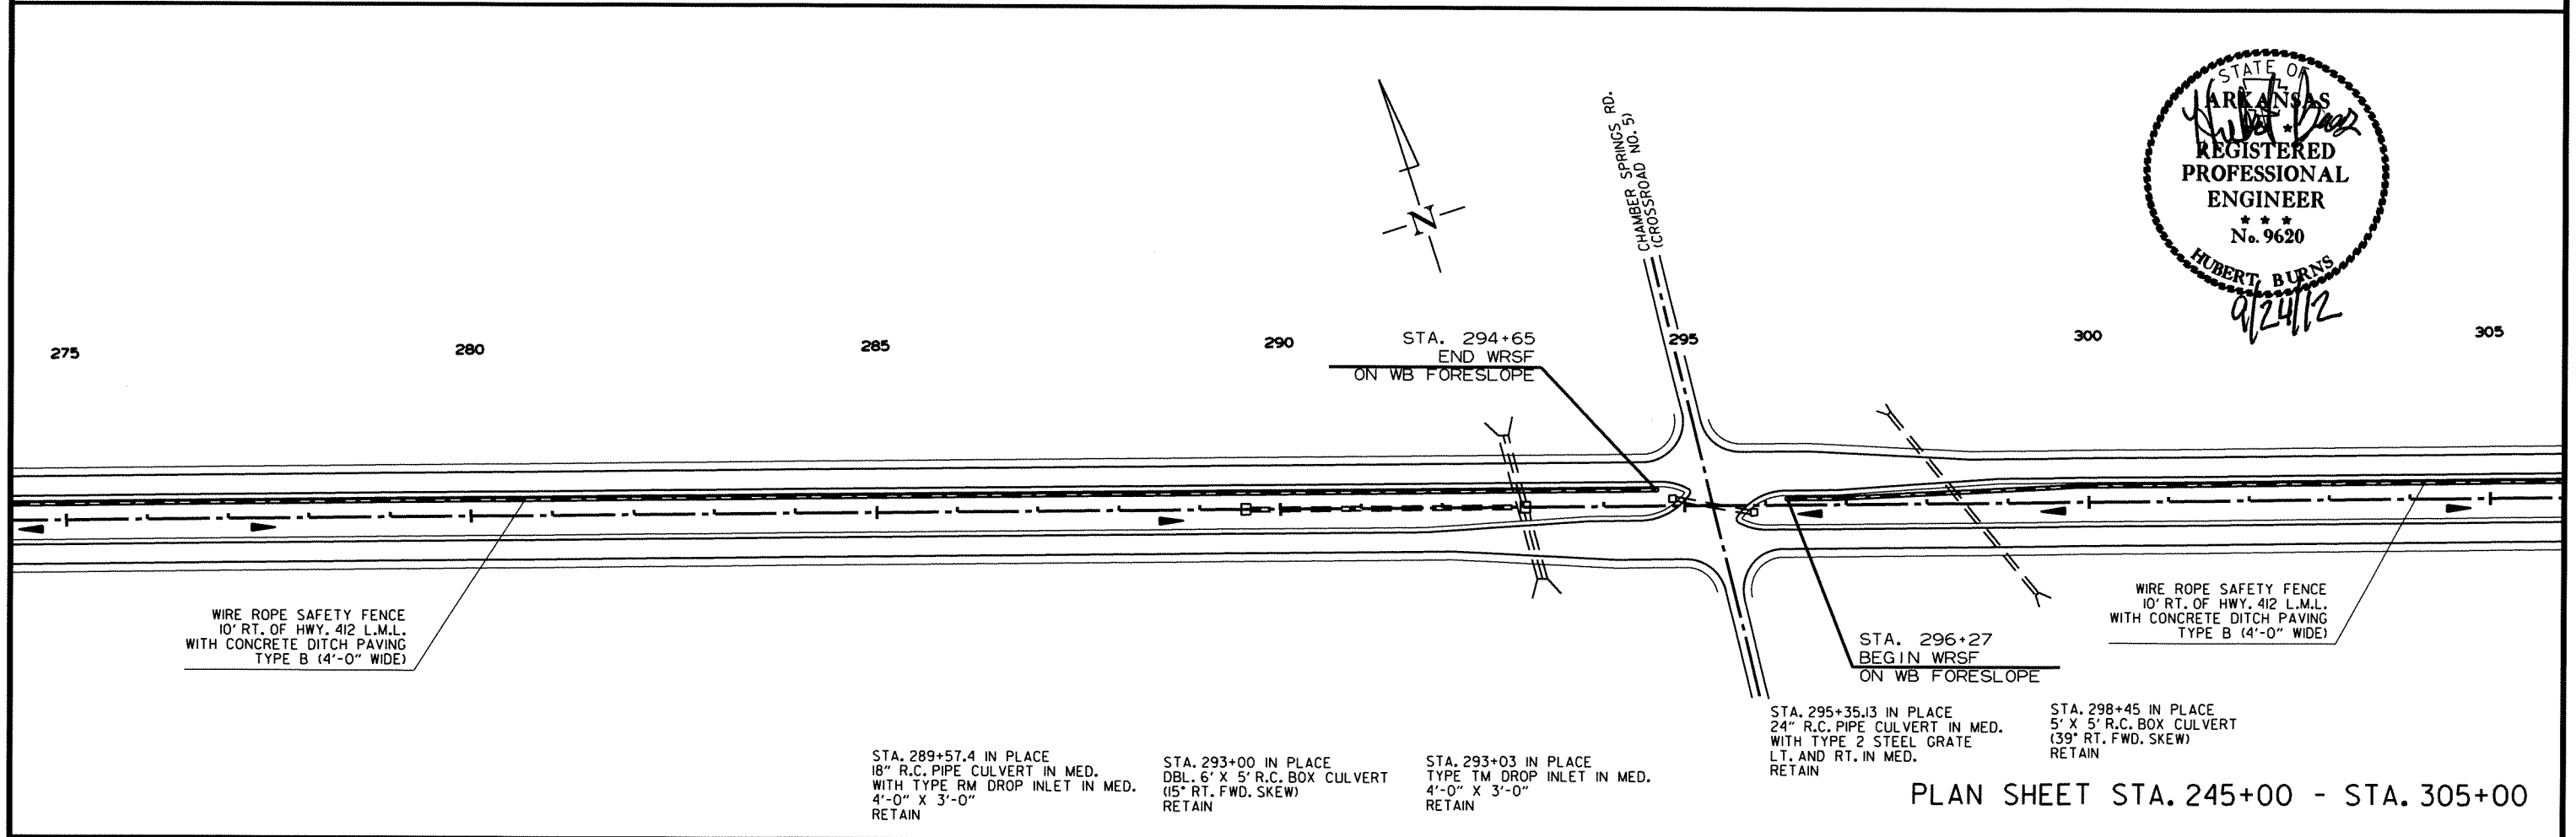 STATE OF
ARKANSAS
REGISTERED
PROFESSIONAL
ENGINEER
★ ★ ★
No. 9620
HUBERT BURNS
9/24/12
CHAMBER SPRINGS RD.
(CROSSROAD NO. 5)
N
275
280
285
290
295
300
305
STA. 294+65
END WRSF
ON WB FORESLOPE
WIRE ROPE SAFETY FENCE
10' RT. OF HWY. 412 L.M.L.
WITH CONCRETE DITCH PAVING
TYPE B (4'-0" WIDE)
STA. 296+27
BEGIN WRSF
ON WB FORESLOPE
WIRE ROPE SAFETY FENCE
10' RT. OF HWY. 412 L.M.L.
WITH CONCRETE DITCH PAVING
TYPE B (4'-0" WIDE)
STA. 289+57.4 IN PLACE
18" R.C. PIPE CULVERT IN MED.
WITH TYPE RM DROP INLET IN MED.
4'-0" X 3'-0"
RETAIN
STA. 293+00 IN PLACE
DBL. 6' X 5' R.C. BOX CULVERT
(15° RT. FWD. SKEW)
RETAIN
STA. 293+03 IN PLACE
TYPE TM DROP INLET IN MED.
4'-0" X 3'-0"
RETAIN
STA. 295+35.13 IN PLACE
24" R.C. PIPE CULVERT IN MED.
WITH TYPE 2 STEEL GRATE
LT. AND RT. IN MED.
RETAIN
STA. 298+45 IN PLACE
5' X 5' R.C. BOX CULVERT
(39° RT. FWD. SKEW)
RETAIN
PLAN SHEET STA. 245+00 - STA. 305+00